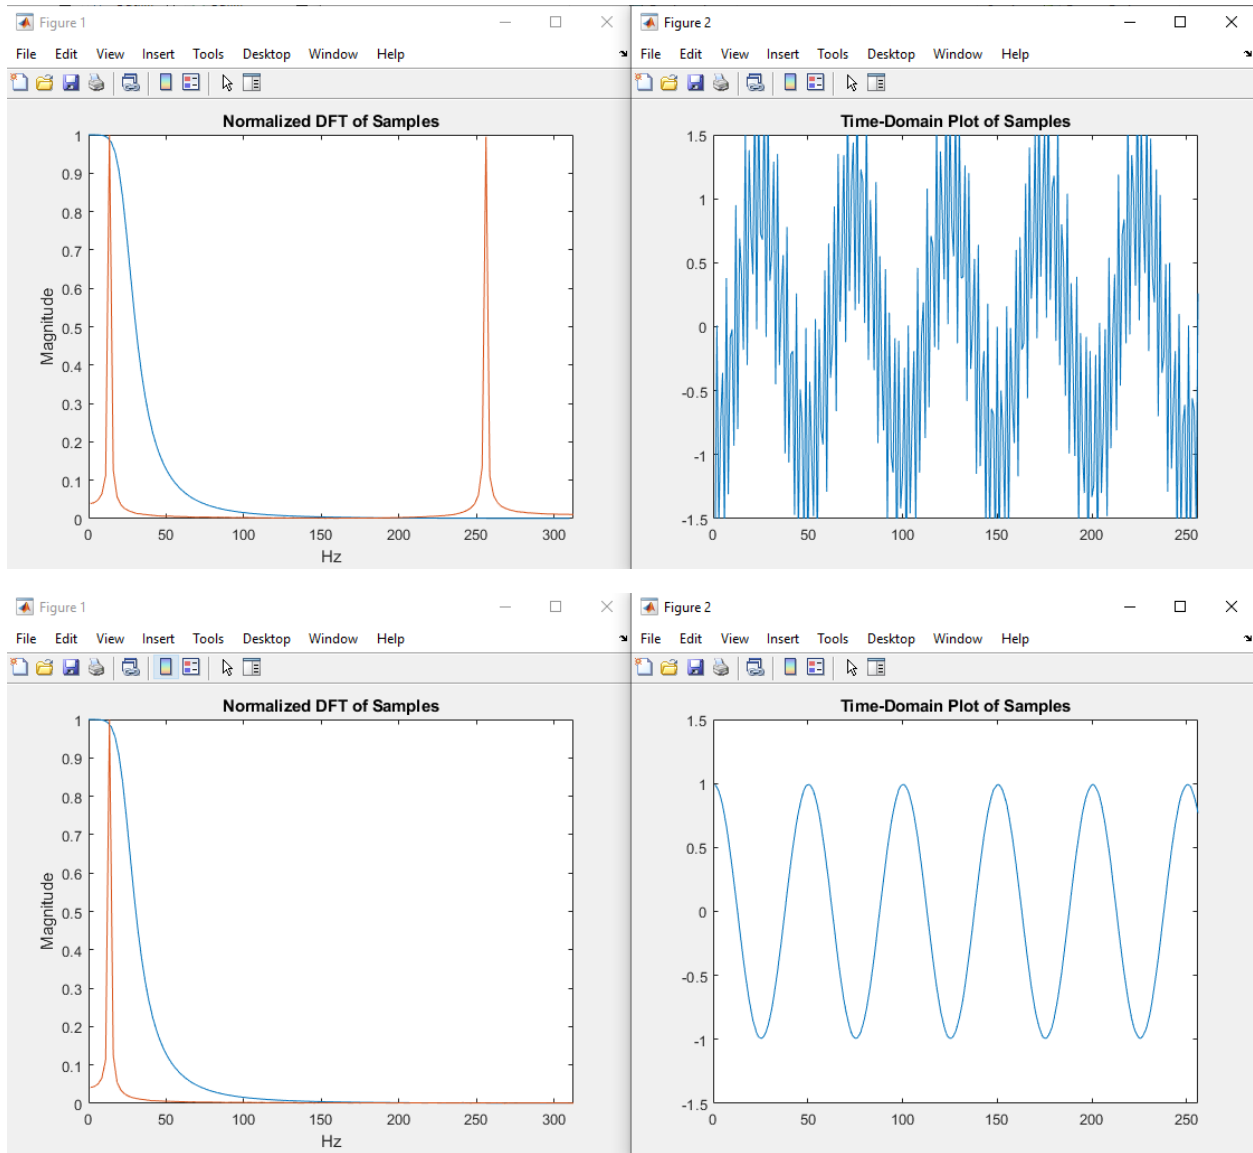 Figure 1
File Edit View Insert Tools Desktop Window Help
Normalized DFT of Samples
Magnitude
1
0.9
0.8
0.7
0.6
0.5
0.4
0.3
0.2
0.1
0
0 50 100 150 200 250 300
Hz
Figure 2
File Edit View Insert Tools Desktop Window Help
Time-Domain Plot of Samples
1.5
1
0.5
0
-0.5
-1
-1.5
0 50 100 150 200 250
Figure 1
File Edit View Insert Tools Desktop Window Help
Normalized DFT of Samples
Magnitude
1
0.9
0.8
0.7
0.6
0.5
0.4
0.3
0.2
0.1
0
0 50 100 150 200 250 300
Hz
Figure 2
File Edit View Insert Tools Desktop Window Help
Time-Domain Plot of Samples
1.5
1
0.5
0
-0.5
-1
-1.5
0 50 100 150 200 250